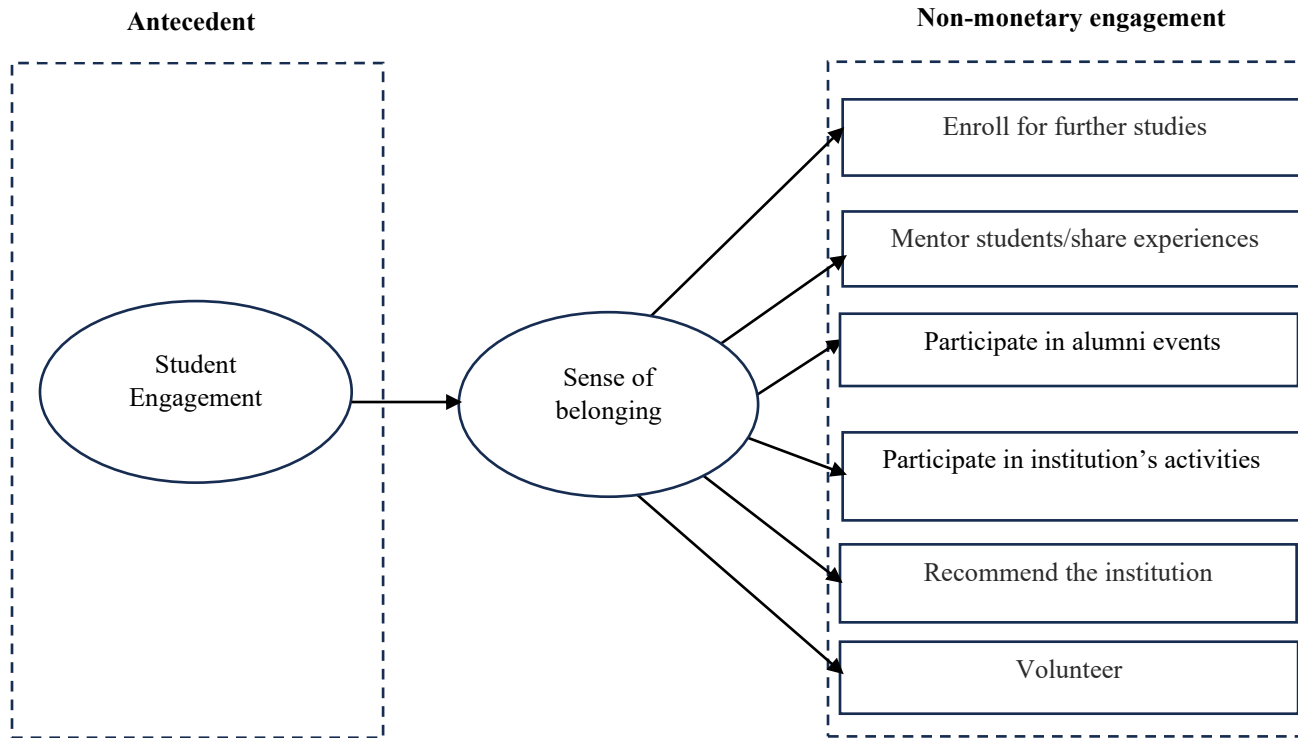 Antecedent
Non-monetary engagement
Enroll for further studies
Mentor students/share experiences
Participate in alumni events
Student
Engagement
Sense of
belonging
Participate in institution’s activities
Recommend the institution
Volunteer